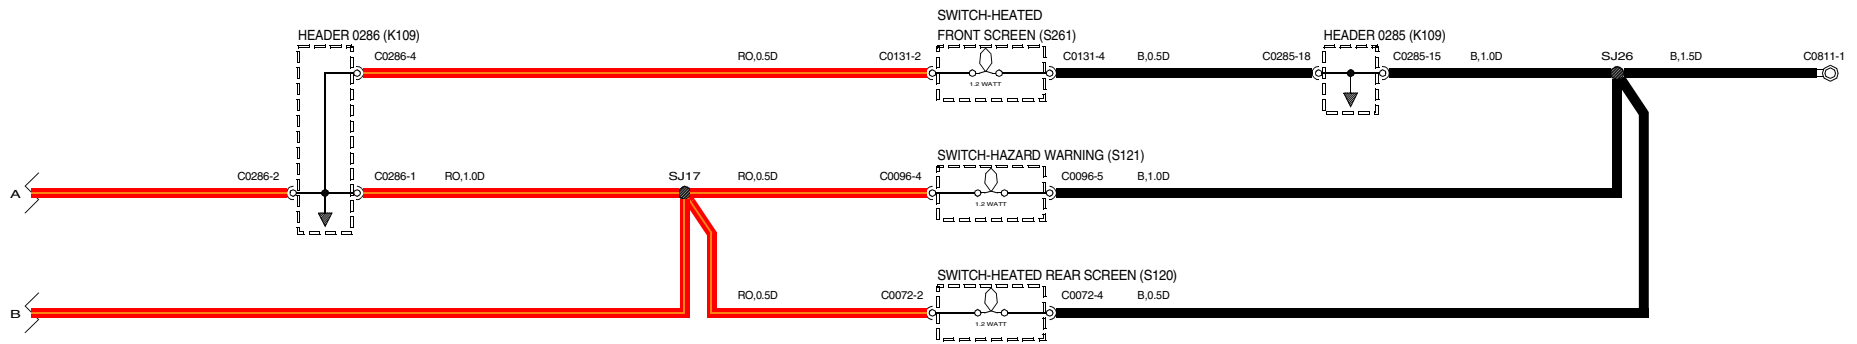 SWITCH-HEATED
FRONT SCREEN (S261)
HEADER 0286 (K109)
HEADER 0285 (K109)
C0286-4
RO,0.5D
C0131-2
C0131-4
B,0.5D
C0285-18
C0285-15
B,1.0D
SJ26
B,1.5D
C0811-1
1.2 WATT
SWITCH-HAZARD WARNING (S121)
C0286-2
C0286-1
RO,1.0D
SJ17
RO,0.5D
C0096-4
C0096-5
B,1.0D
A
1.2 WATT
SWITCH-HEATED REAR SCREEN (S120)
RO,0.5D
C0072-2
C0072-4
B,0.5D
B
1.2 WATT